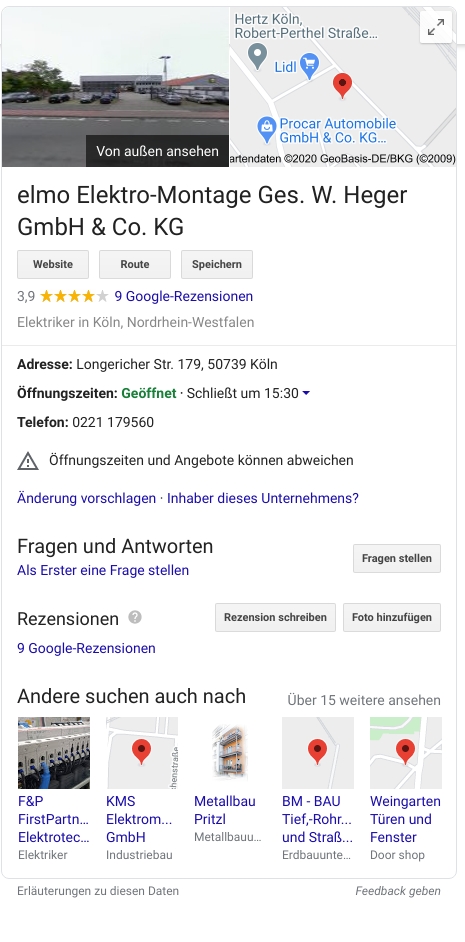 Hertz Köln,
Robert-Perthel Straße...
Lidl
Procar Automobile
GmbH & Co. KG...
Von außen ansehen
artendaten ©2020 GeoBasis-DE/BKG (©2009)
elmo Elektro-Montage Ges. W. Heger
GmbH & Co. KG
Website
Route
Speichern
3,9 9 Google-Rezensionen
Elektriker in Köln, Nordrhein-Westfalen
Adresse: Longericher Str. 179, 50739 Köln
Öffnungszeiten: Geöffnet · Schließt um 15:30
Telefon: 0221 179560
Öffnungszeiten und Angebote können abweichen
Änderung vorschlagen · Inhaber dieses Unternehmens?
Fragen und Antworten
Fragen stellen
Als Erster eine Frage stellen
Rezensionen ?
Rezension schreiben
Foto hinzufügen
9 Google-Rezensionen
Andere suchen auch nach
Über 15 weitere ansehen
henstraße
F&P
FirstPartn...
Elektrotec...
Elektriker
KMS
Elektrom...
GmbH
Industriebau
Metallbau
Pritzl
Metallbauu...
BM - BAU
Tief,-Rohr...
und Straß...
Erdbauunte...
Weingarten
Türen und
Fenster
Door shop
Erläuterungen zu diesen Daten
Feedback geben